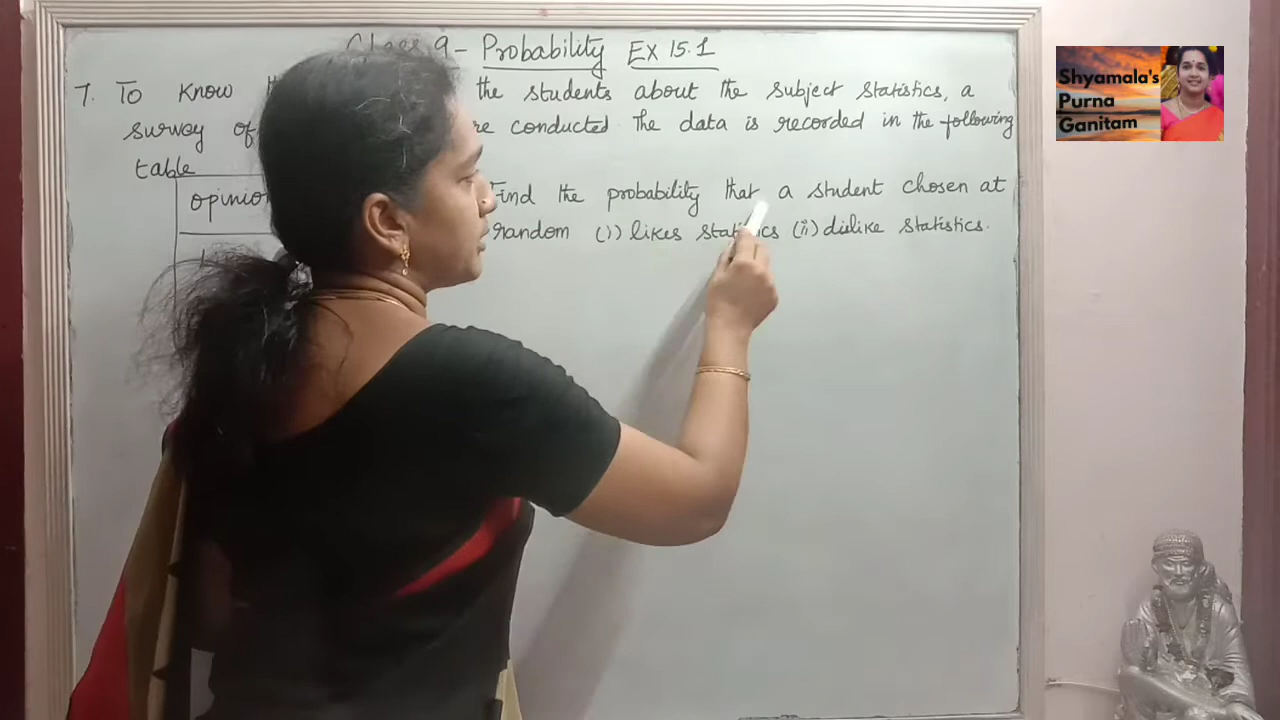 Class 9 - Probability Ex 15.1
7. To know the students about the subject statistics, a
survey of conducted. The data is recorded in the following
table
opinion
Find the probability that a student chosen at
random (i) likes statistics (ii) dislike statistics.
Shyamala's
Purna
Ganitam